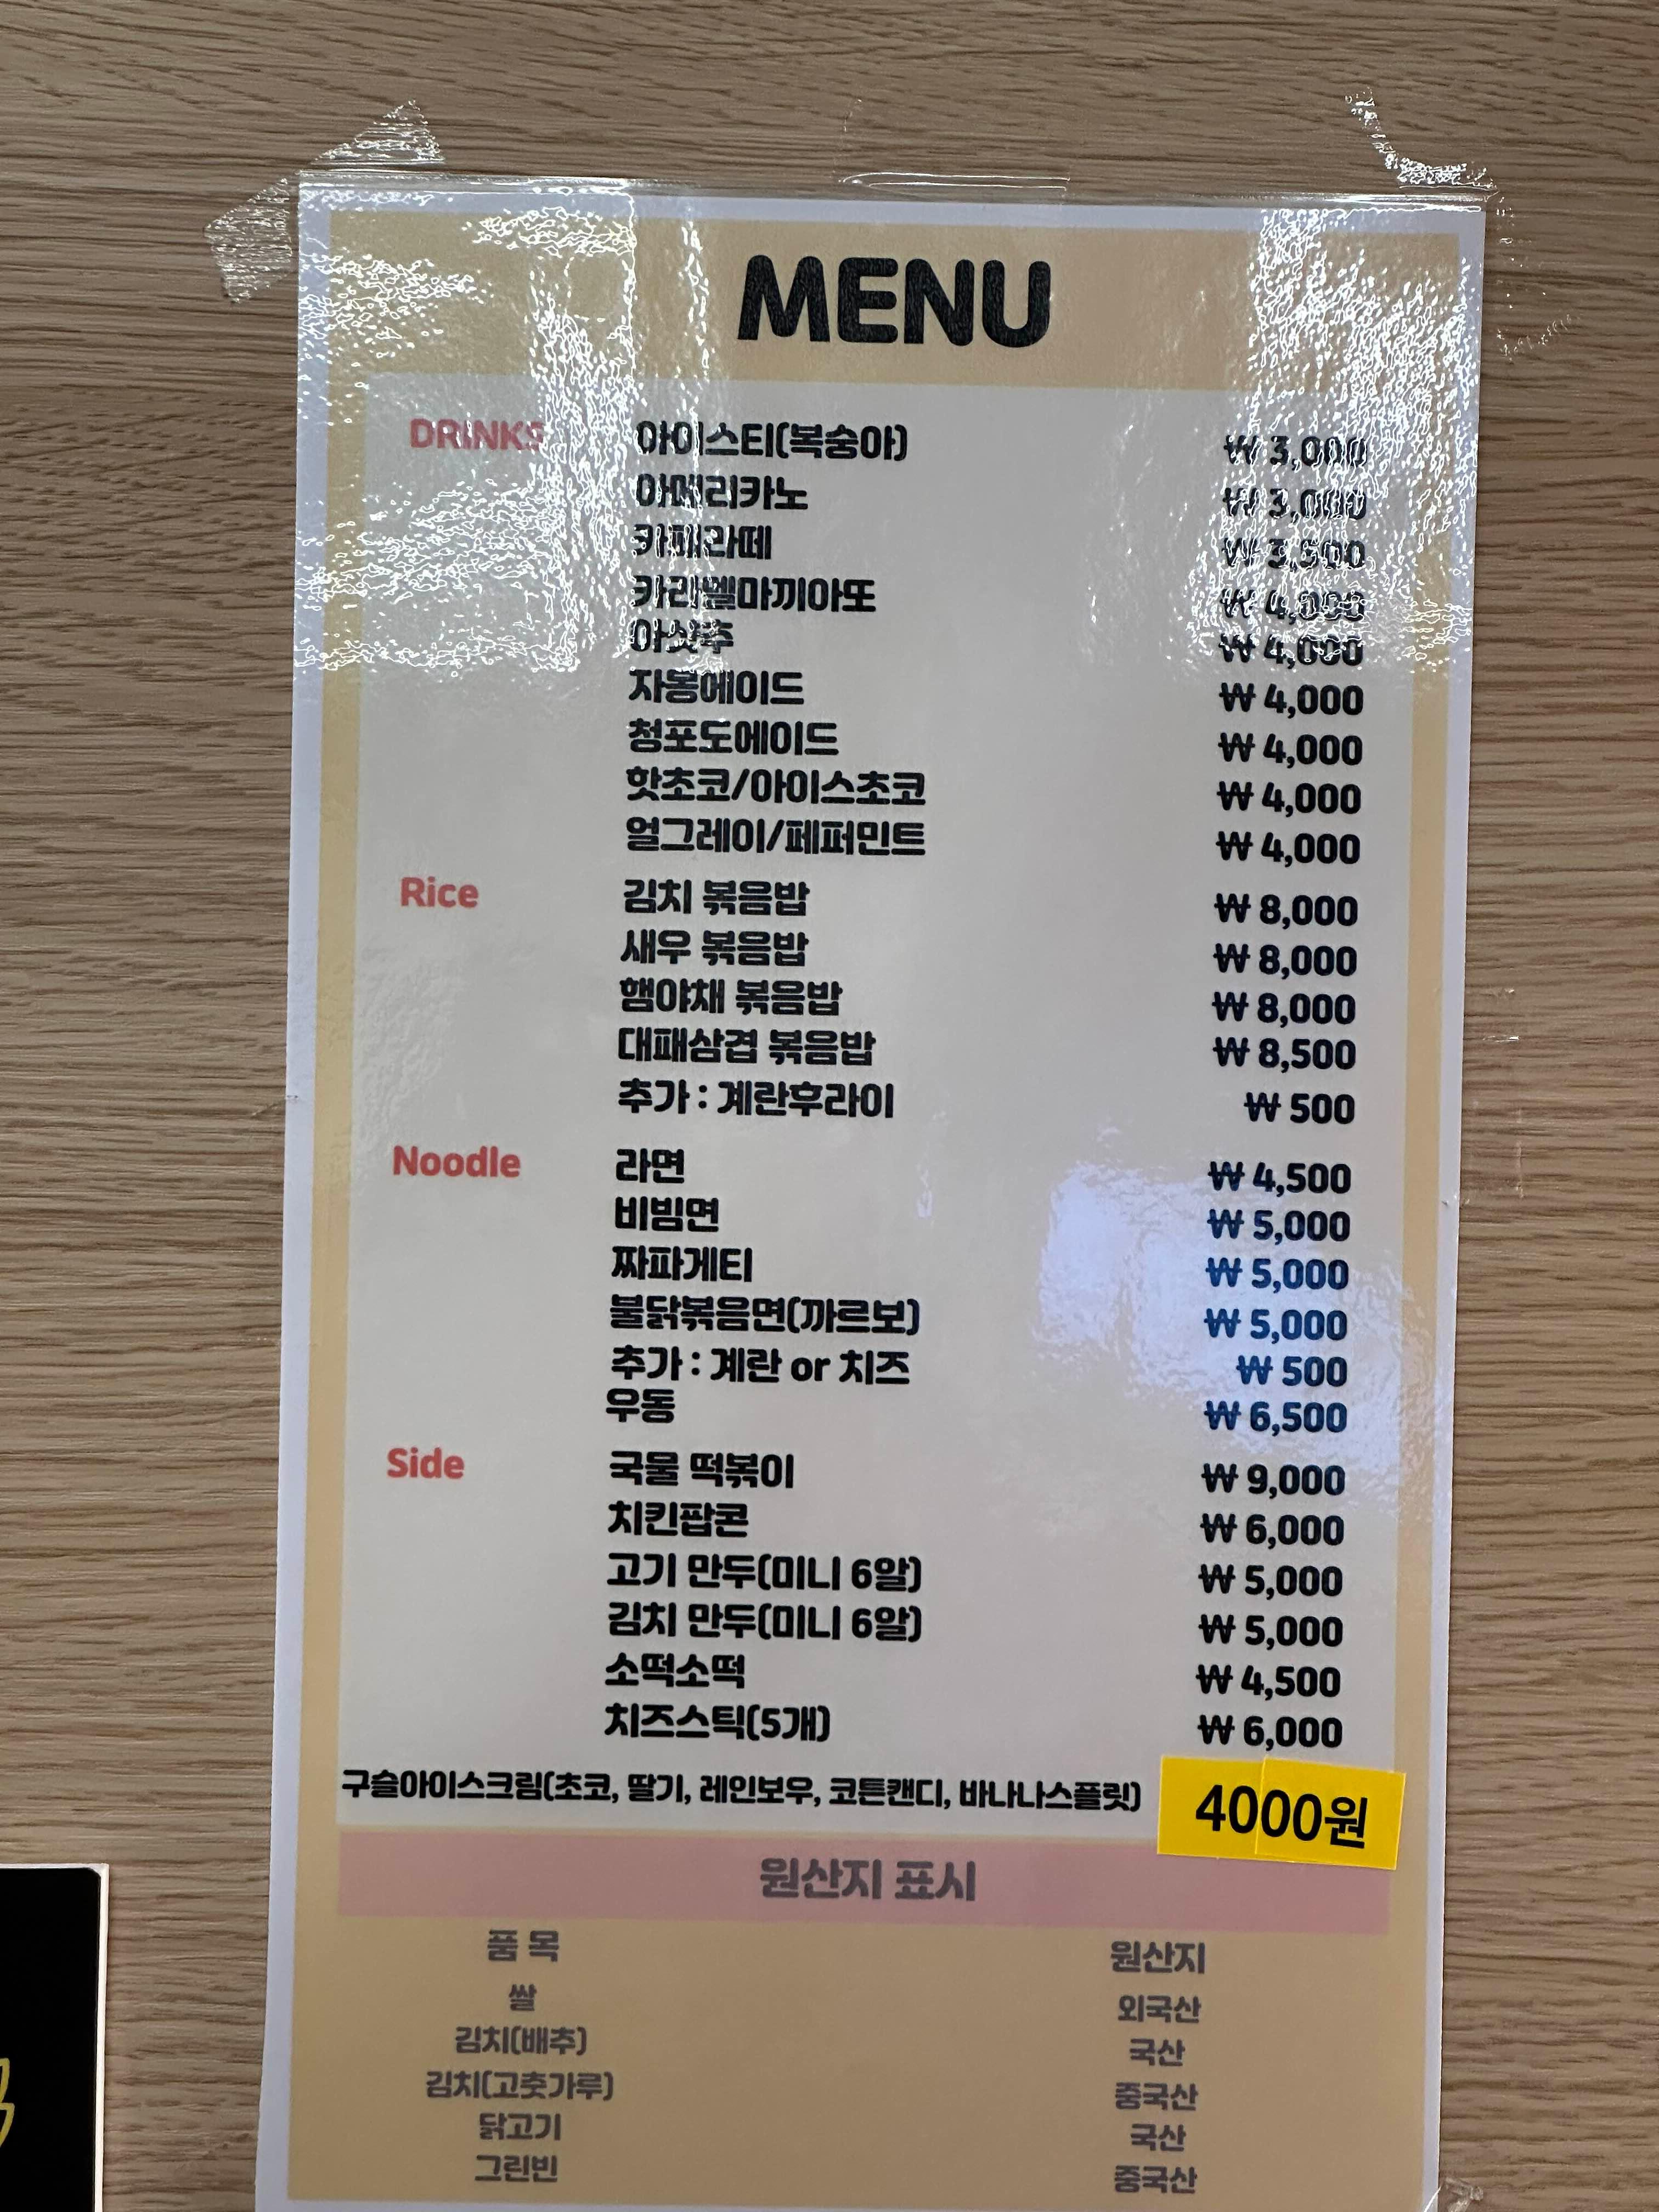 MENU
DRINKS 아이스티(복숭아) ₩ 3,000
아메리카노 ₩ 3,000
카페라떼 ₩ 3,500
카라멜마끼아또 ₩ 4,000
아샷추 ₩ 4,000
자몽에이드 ₩ 4,000
청포도에이드 ₩ 4,000
핫초코/아이스초코 ₩ 4,000
얼그레이/페퍼민트 ₩ 4,000
Rice 김치 볶음밥 ₩ 8,000
새우 볶음밥 ₩ 8,000
햄야채 볶음밥 ₩ 8,000
대패삼겹 볶음밥 ₩ 8,500
추가 : 계란후라이 ₩ 500
Noodle 라면 ₩ 4,500
비빔면 ₩ 5,000
짜파게티 ₩ 5,000
불닭볶음면(까르보) ₩ 5,000
추가 : 계란 or 치즈 ₩ 500
우동 ₩ 6,500
Side 국물 떡볶이 ₩ 9,000
치킨팝콘 ₩ 6,000
고기 만두(미니 6알) ₩ 5,000
김치 만두(미니 6알) ₩ 5,000
소떡소떡 ₩ 4,500
치즈스틱(5개) ₩ 6,000
구슬아이스크림(초코, 딸기, 레인보우, 코튼캔디, 바나나스플릿) 4000원
원산지 표시
품 목 원산지
쌀 외국산
김치(배추) 국산
김치(고춧가루) 중국산
닭고기 국산
그린빈 중국산